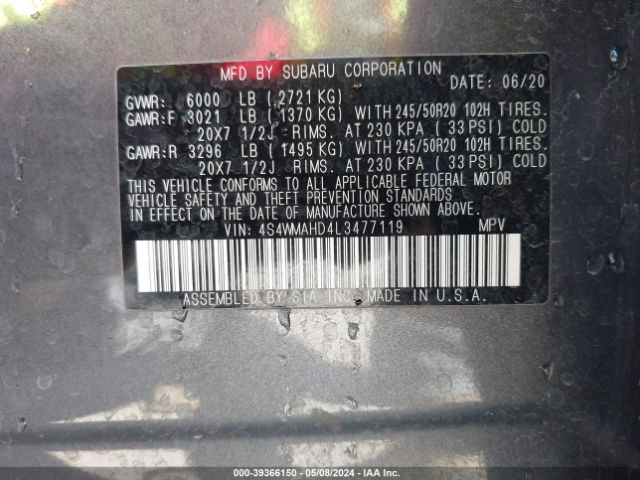 MFD BY SUBARU CORPORATION
DATE: 06/20
GVWR: 6000 LB ( 2721 KG)
GAWR:F 3021 LB ( 1370 KG) WITH 245/50R20 102H TIRES.
20X7 1/2J RIMS. AT 230 KPA ( 33 PSI) COLD
GAWR:R 3296 LB ( 1495 KG) WITH 245/50R20 102H TIRES.
20X7 1/2J RIMS. AT 230 KPA ( 33 PSI) COLD
THIS VEHICLE CONFORMS TO ALL APPLICABLE FEDERAL MOTOR
VEHICLE SAFETY AND THEFT PREVENTION STANDARDS
IN EFFECT ON THE DATE OF MANUFACTURE SHOWN ABOVE.
VIN: 4S4WMAHD4L3477119 MPV
ASSEMBLED BY SIA, INC. MADE IN U.S.A.
000-39366150 - 05/08/2024 - IAA Inc.